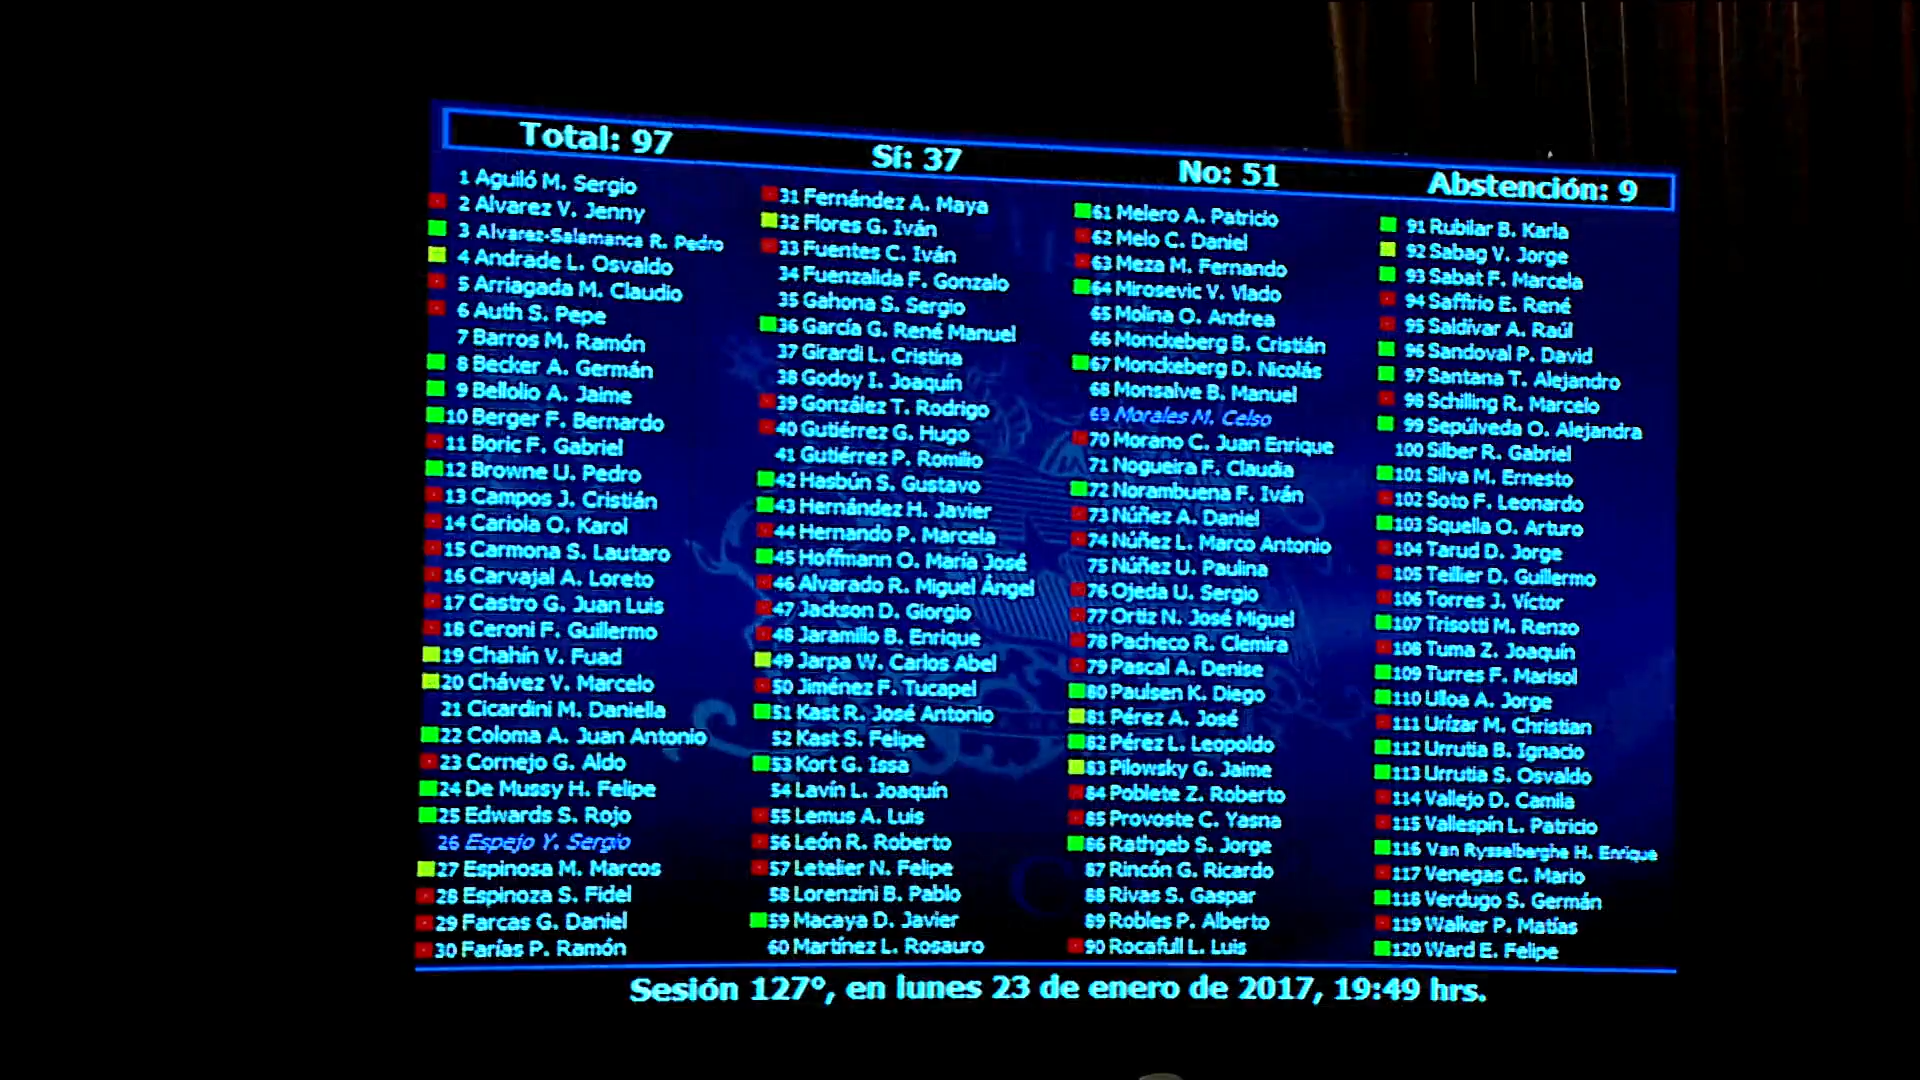 Total: 97
Sí: 37
No: 51
Abstención: 9
1 Aguiló M. Sergio
2 Alvarez V. Jenny
3 Alvarez-Salamanca R. Pedro
4 Andrade L. Osvaldo
5 Arriagada M. Claudio
6 Auth S. Pepe
7 Barros M. Ramón
8 Becker A. Germán
9 Bellolio A. Jaime
10 Berger F. Bernardo
11 Boric F. Gabriel
12 Browne U. Pedro
13 Campos J. Cristián
14 Cariola O. Karol
15 Carmona S. Lautaro
16 Carvajal A. Loreto
17 Castro G. Juan Luis
18 Ceroni F. Guillermo
19 Chahín V. Fuad
20 Chávez V. Marcelo
21 Cicardini M. Daniella
22 Coloma A. Juan Antonio
23 Cornejo G. Aldo
24 De Mussy H. Felipe
25 Edwards S. Rojo
26 Espejo Y. Sergio
27 Espinosa M. Marcos
28 Espinoza S. Fidel
29 Farcas G. Daniel
30 Farías P. Ramón
31 Fernández A. Maya
32 Flores G. Iván
33 Fuentes C. Iván
34 Fuenzalida F. Gonzalo
35 Gahona S. Sergio
36 García G. René Manuel
37 Girardi L. Cristina
38 Godoy I. Joaquín
39 González T. Rodrigo
40 Gutiérrez G. Hugo
41 Gutiérrez P. Romilio
42 Hasbún S. Gustavo
43 Hernández H. Javier
44 Hernando P. Marcela
45 Hoffmann O. María José
46 Alvarado R. Miguel Ángel
47 Jackson D. Giorgio
48 Jaramillo B. Enrique
49 Jarpa W. Carlos Abel
50 Jiménez F. Tucapel
51 Kast R. José Antonio
52 Kast S. Felipe
53 Kort G. Issa
54 Lavín L. Joaquín
55 Lemus A. Luis
56 León R. Roberto
57 Letelier N. Felipe
58 Lorenzini B. Pablo
59 Macaya D. Javier
60 Martínez L. Rosauro
61 Melero A. Patricio
62 Melo C. Daniel
63 Meza M. Fernando
64 Mirosevic V. Vlado
65 Molina O. Andrea
66 Monckeberg B. Cristián
67 Monckeberg D. Nicolás
68 Monsalve B. Manuel
69 Morales M. Celso
70 Morano C. Juan Enrique
71 Nogueira F. Claudia
72 Norambuena F. Iván
73 Núñez A. Daniel
74 Núñez L. Marco Antonio
75 Núñez U. Paulina
76 Ojeda U. Sergio
77 Ortiz N. José Miguel
78 Pacheco R. Clemira
79 Pascal A. Denise
80 Paulsen K. Diego
81 Pérez A. José
82 Pérez L. Leopoldo
83 Pilowsky G. Jaime
84 Poblete Z. Roberto
85 Provoste C. Yasna
86 Rathgeb S. Jorge
87 Rincón G. Ricardo
88 Rivas S. Gaspar
89 Robles P. Alberto
90 Rocafull L. Luis
91 Rubilar B. Karla
92 Sabag V. Jorge
93 Sabat F. Marcela
94 Saffirio E. René
95 Saldívar A. Raúl
96 Sandoval P. David
97 Santana T. Alejandro
98 Schilling R. Marcelo
99 Sepúlveda O. Alejandra
100 Silber R. Gabriel
101 Silva M. Ernesto
102 Soto F. Leonardo
103 Squella O. Arturo
104 Tarud D. Jorge
105 Teillier D. Guillermo
106 Torres J. Víctor
107 Trisotti M. Renzo
108 Tuma Z. Joaquín
109 Turres F. Marisol
110 Ulloa A. Jorge
111 Urízar M. Christian
112 Urrutia B. Ignacio
113 Urrutia S. Osvaldo
114 Vallejo D. Camila
115 Vallespín L. Patricio
116 Van Rysselberghe H. Enrique
117 Venegas C. Mario
118 Verdugo S. Germán
119 Walker P. Matías
120 Ward E. Felipe
Sesión 127°, en lunes 23 de enero de 2017, 19:49 hrs.